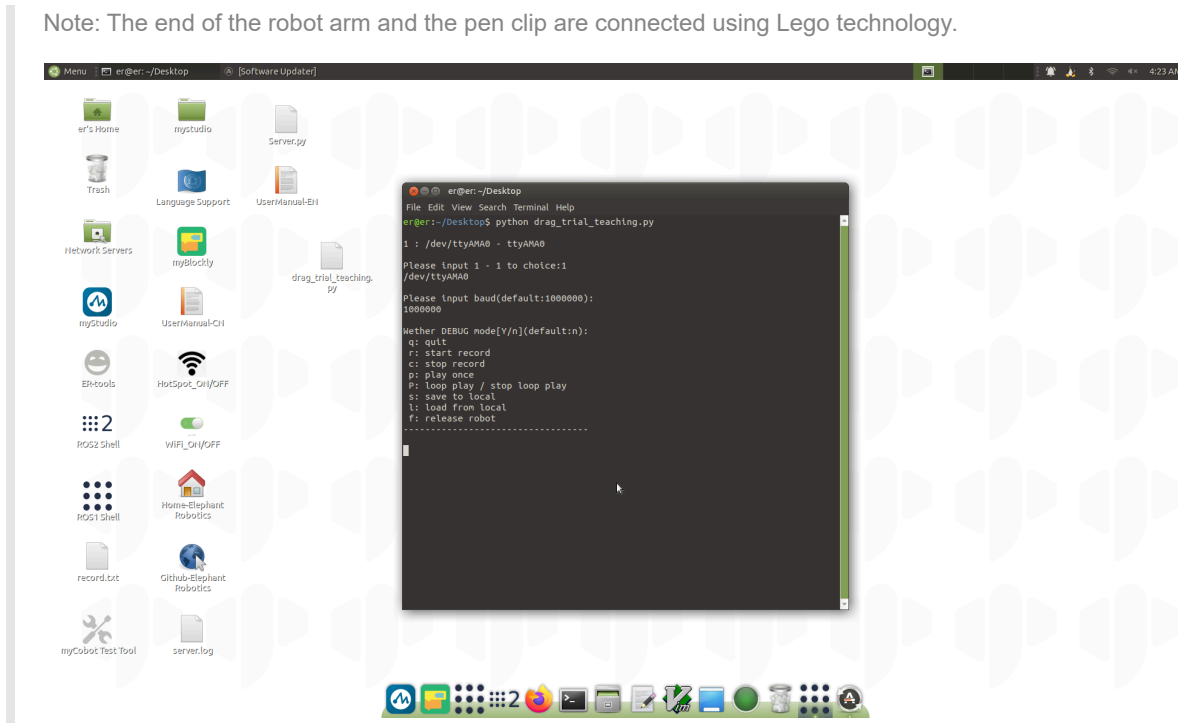 Note: The end of the robot arm and the pen clip are connected using Lego technology.
Menu er@er: ~/Desktop [Software Updater] 4:23 AM
er's Home
mystudio
Server.py
Trash
Language Support
UserManual-EN
Network Servers
myBlockly
drag_trial_teaching.
py
myStudio
UserManual-CN
ER-tools
HotSpot_ON/OFF
ROS2 Shell
WiFi_ON/OFF
ROS1 Shell
Home-Elephant
Robotics
record.txt
Github-Elephant
Robotics
myCobot Test Tool
server.log
er@er: ~/Desktop
File Edit View Search Terminal Help
er@er:~/Desktop$ python drag_trial_teaching.py
1 : /dev/ttyAMA0 - ttyAMA0
Please input 1 - 1 to choice:1
/dev/ttyAMA0
Please input baud(default:1000000):
1000000
Wether DEBUG mode[Y/n](default:n):
q: quit
r: start record
c: stop record
p: play once
P: loop play / stop loop play
s: save to local
l: load from local
f: release robot
----------------------------------
2